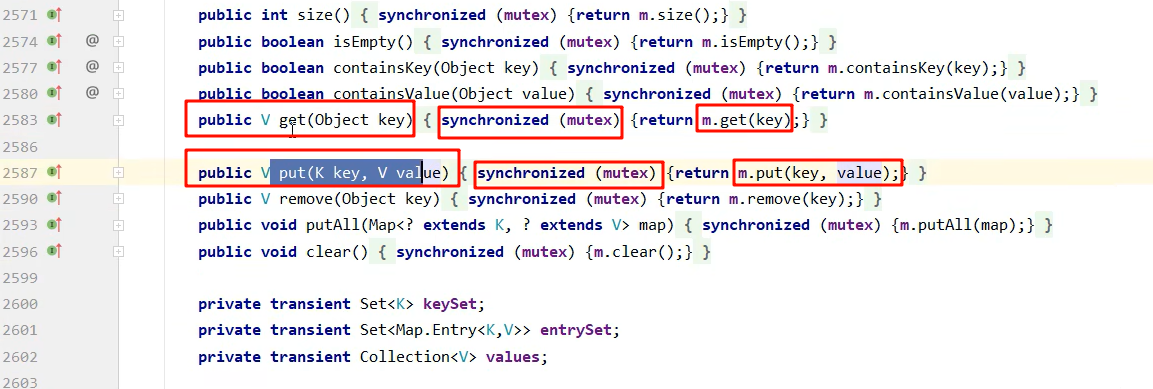 2571 public int size() { synchronized (mutex) {return m.size();} }
2574 @ public boolean isEmpty() { synchronized (mutex) {return m.isEmpty();} }
2577 @ public boolean containsKey(Object key) { synchronized (mutex) {return m.containsKey(key);} }
2580 @ public boolean containsValue(Object value) { synchronized (mutex) {return m.containsValue(value);} }
2583 public V get(Object key) { synchronized (mutex) {return m.get(key);} }
2586
2587 public V put(K key, V value) { synchronized (mutex) {return m.put(key, value);} }
2590 public V remove(Object key) { synchronized (mutex) {return m.remove(key);} }
2593 public void putAll(Map<? extends K, ? extends V> map) { synchronized (mutex) {m.putAll(map);} }
2596 public void clear() { synchronized (mutex) {m.clear();} }
2599
2600 private transient Set<K> keySet;
2601 private transient Set<Map.Entry<K,V>> entrySet;
2602 private transient Collection<V> values;
2603